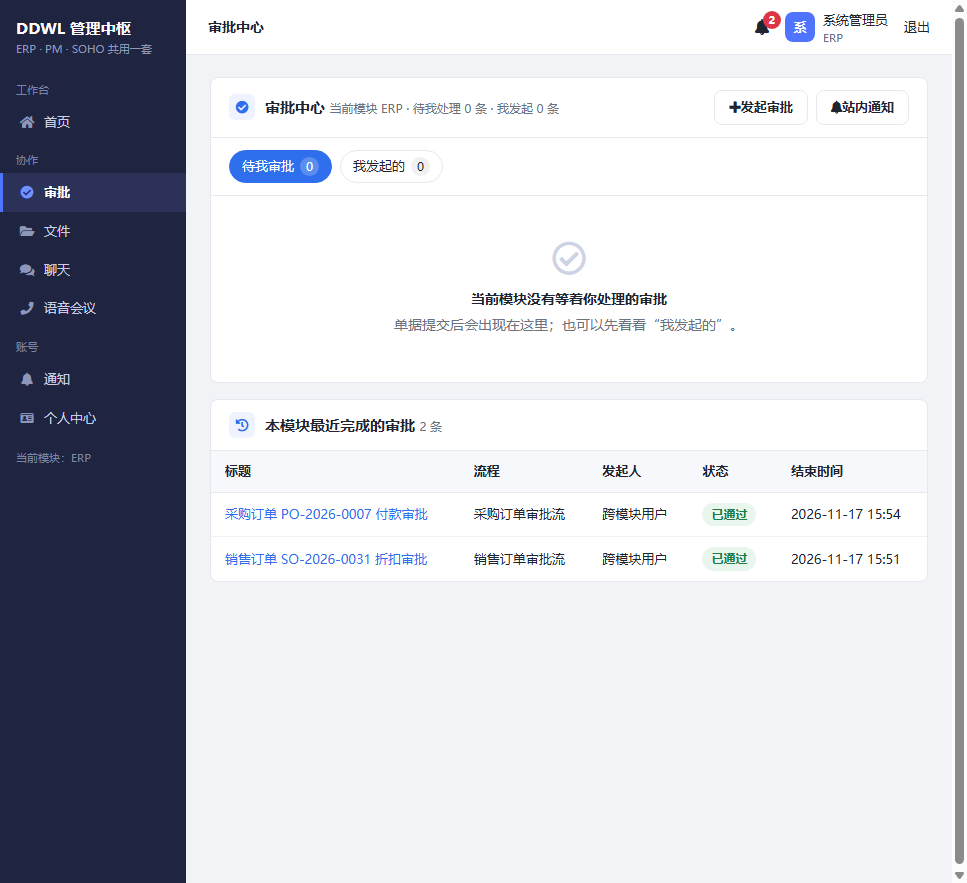 DDWL 管理中枢
ERP · PM · SOHO 共用一套
工作台
首页
协作
审批
文件
聊天
语音会议
账号
通知
个人中心
当前模块：ERP
审批中心
2
系
系统管理员
ERP
退出
审批中心 当前模块 ERP · 待我处理 0 条 · 我发起 0 条
发起审批
站内通知
待我审批 0
我发起的 0
当前模块没有等着你处理的审批
单据提交后会出现在这里；也可以先看看“我发起的”。
本模块最近完成的审批 2 条
标题 流程 发起人 状态 结束时间
采购订单 PO-2026-0007 付款审批 采购订单审批流 跨模块用户 已通过 2026-11-17 15:54
销售订单 SO-2026-0031 折扣审批 销售订单审批流 跨模块用户 已通过 2026-11-17 15:51